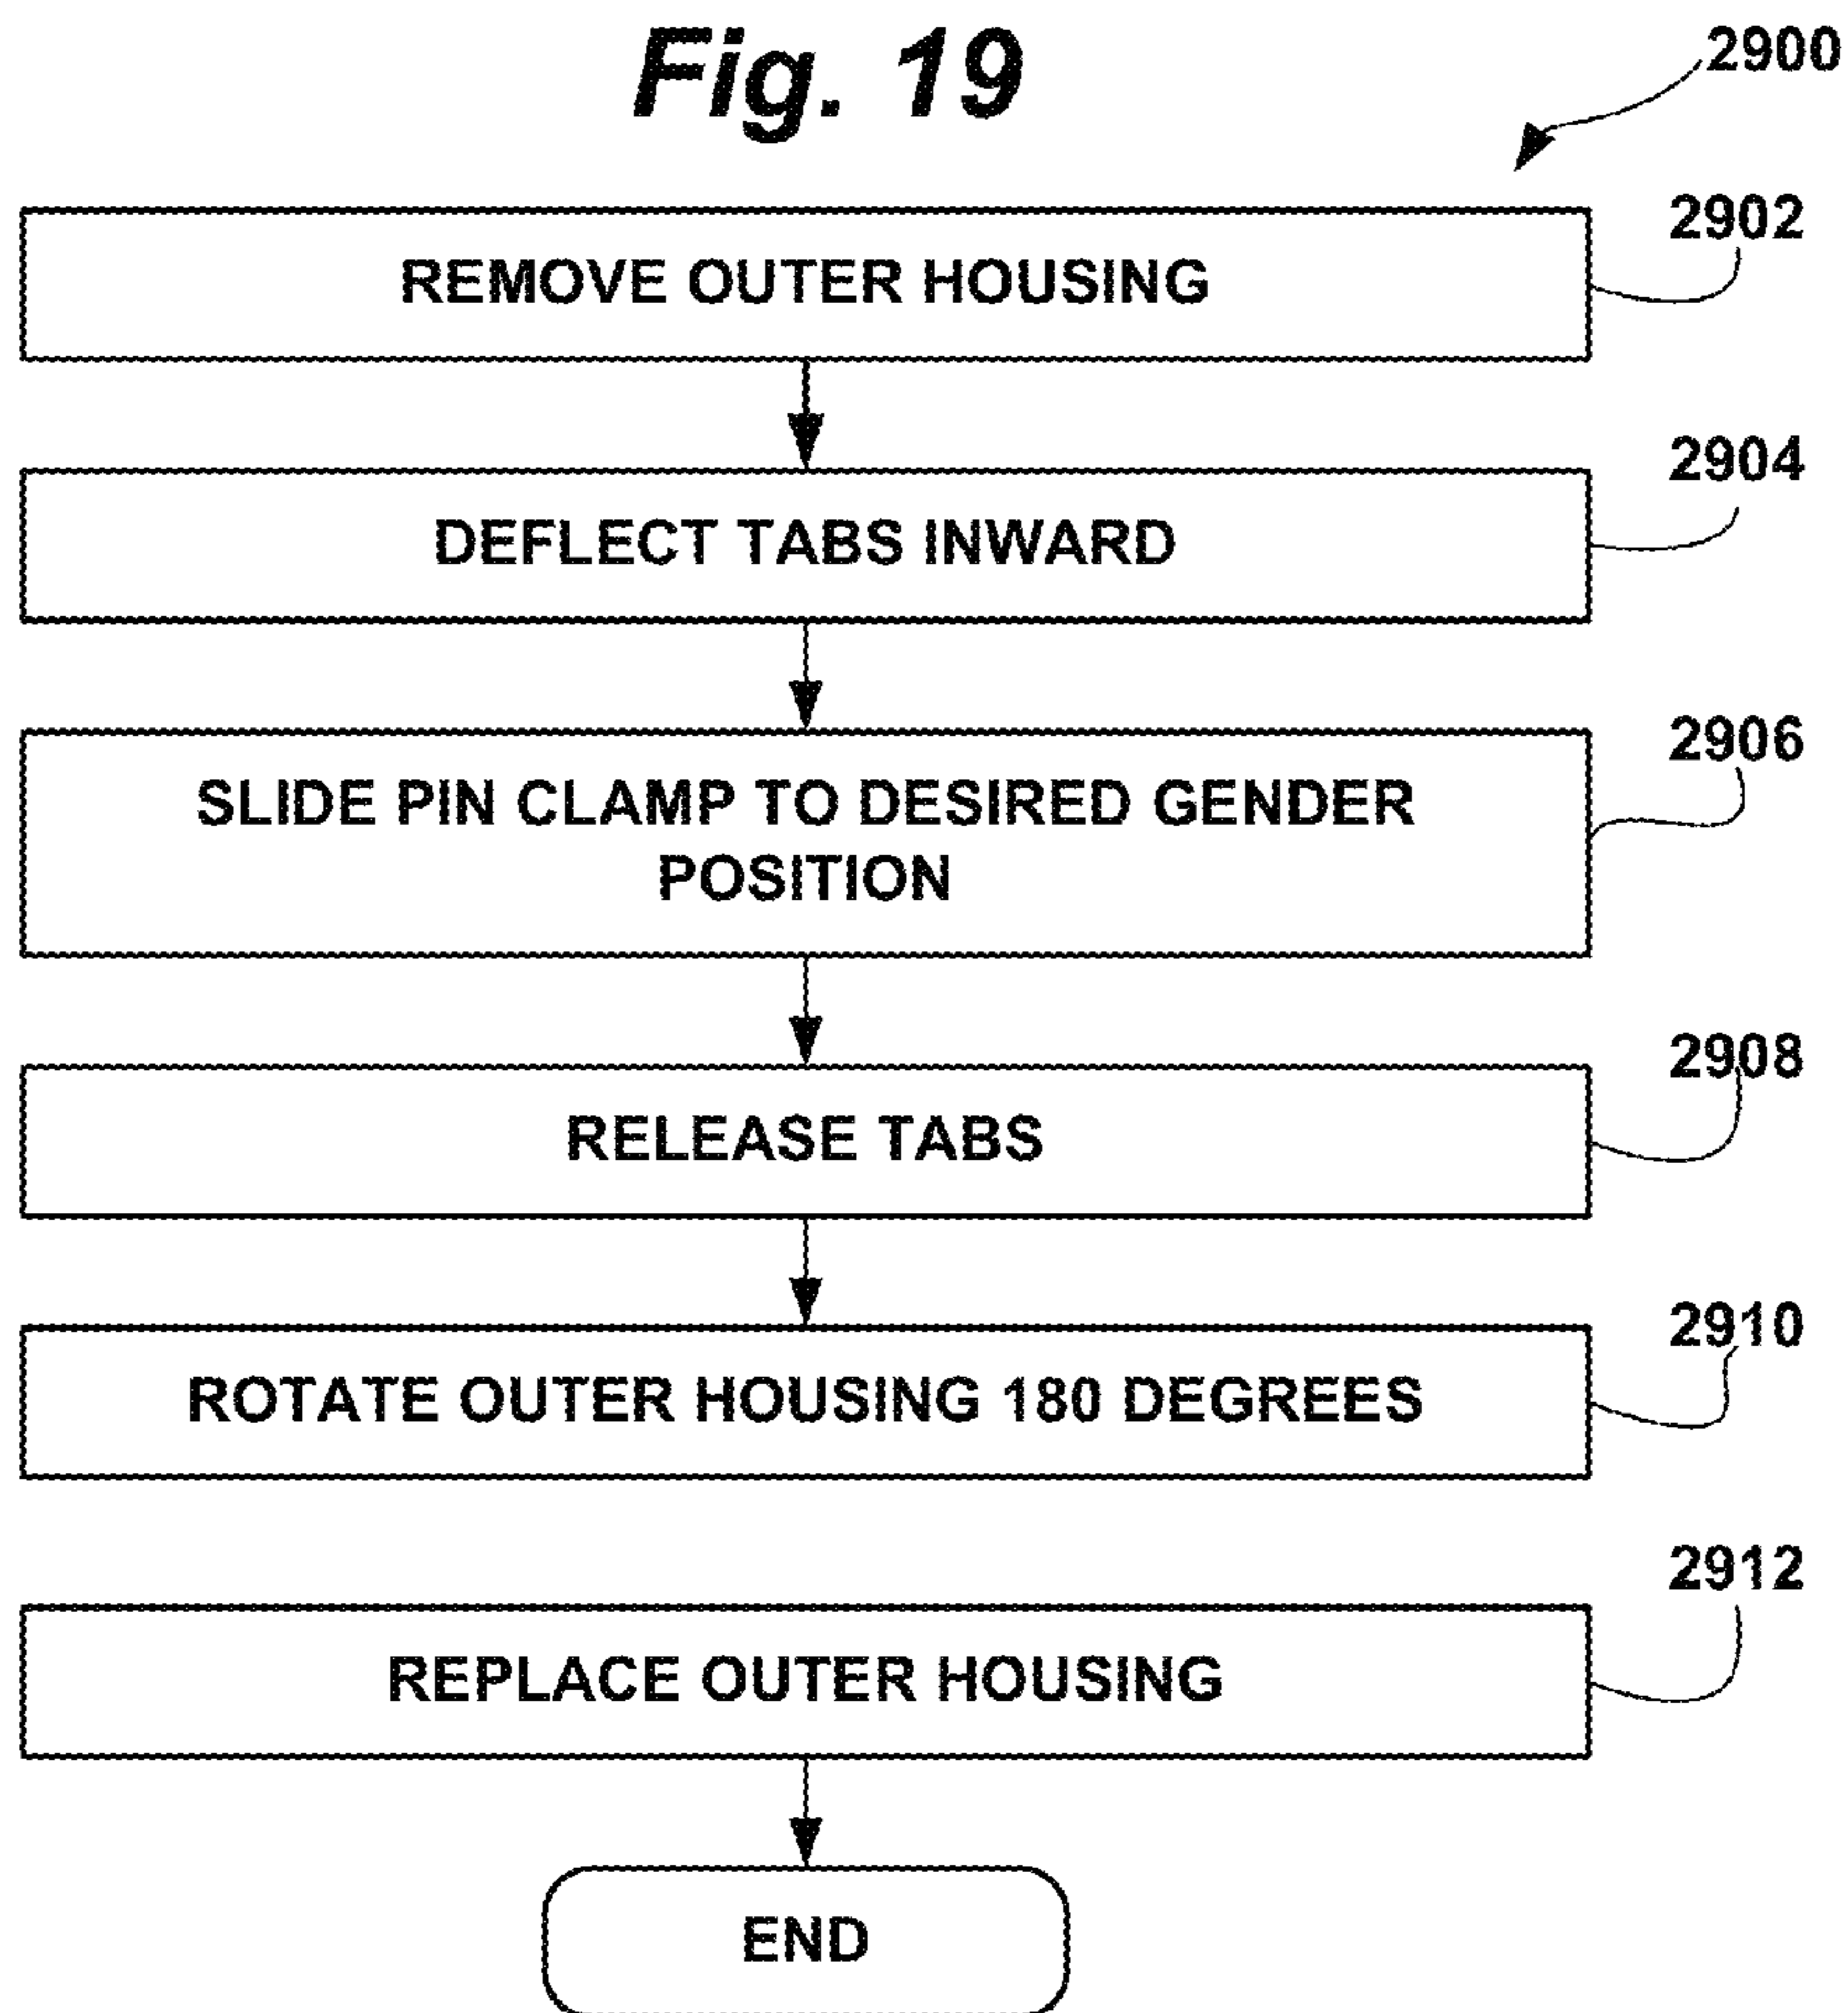 Fig. 19
2900
2902
REMOVE OUTER HOUSING
2904
DEFLECT TABS INWARD
2906
SLIDE PIN CLAMP TO DESIRED GENDER
POSITION
2908
RELEASE TABS
2910
ROTATE OUTER HOUSING 180 DEGREES
2912
REPLACE OUTER HOUSING
END